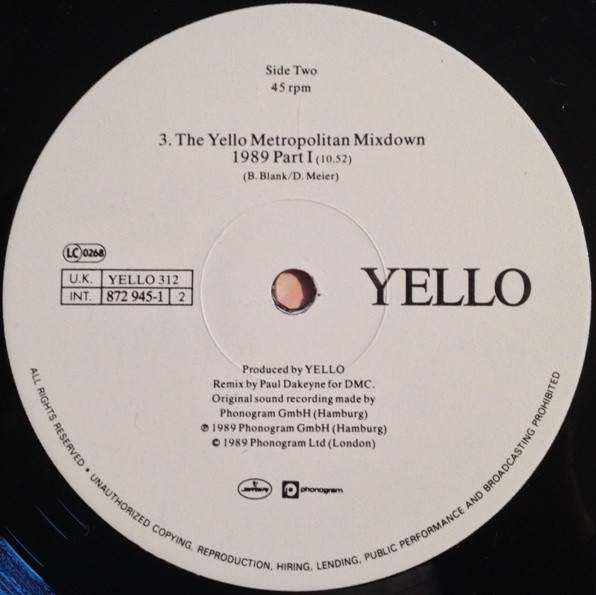 Side Two
45 rpm
3. The Yello Metropolitan Mixdown
1989 Part I (10.52)
(B. Blank/D. Meier)
LC 0268
U.K. YELLO 312
INT. 872 945-1 2
YELLO
Produced by YELLO
Remix by Paul Dakeyne for DMC.
Original sound recording made by
Phonogram GmbH (Hamburg)
℗ 1989 Phonogram GmbH (Hamburg)
© 1989 Phonogram Ltd (London)
mercury phonogram
ALL RIGHTS RESERVED • UNAUTHORIZED COPYING, REPRODUCTION, HIRING, LENDING, PUBLIC PERFORMANCE AND BROADCASTING PROHIBITED